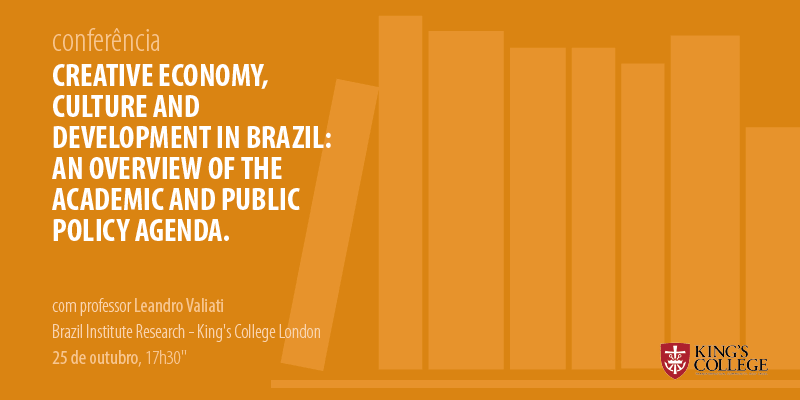 conferência
CREATIVE ECONOMY,
CULTURE AND
DEVELOPMENT IN BRAZIL:
AN OVERVIEW OF THE
ACADEMIC AND PUBLIC
POLICY AGENDA.
com professor Leandro Valiati
Brazil Institute Research - King's College London
25 de outubro, 17h30"
KING'S
COLLEGE